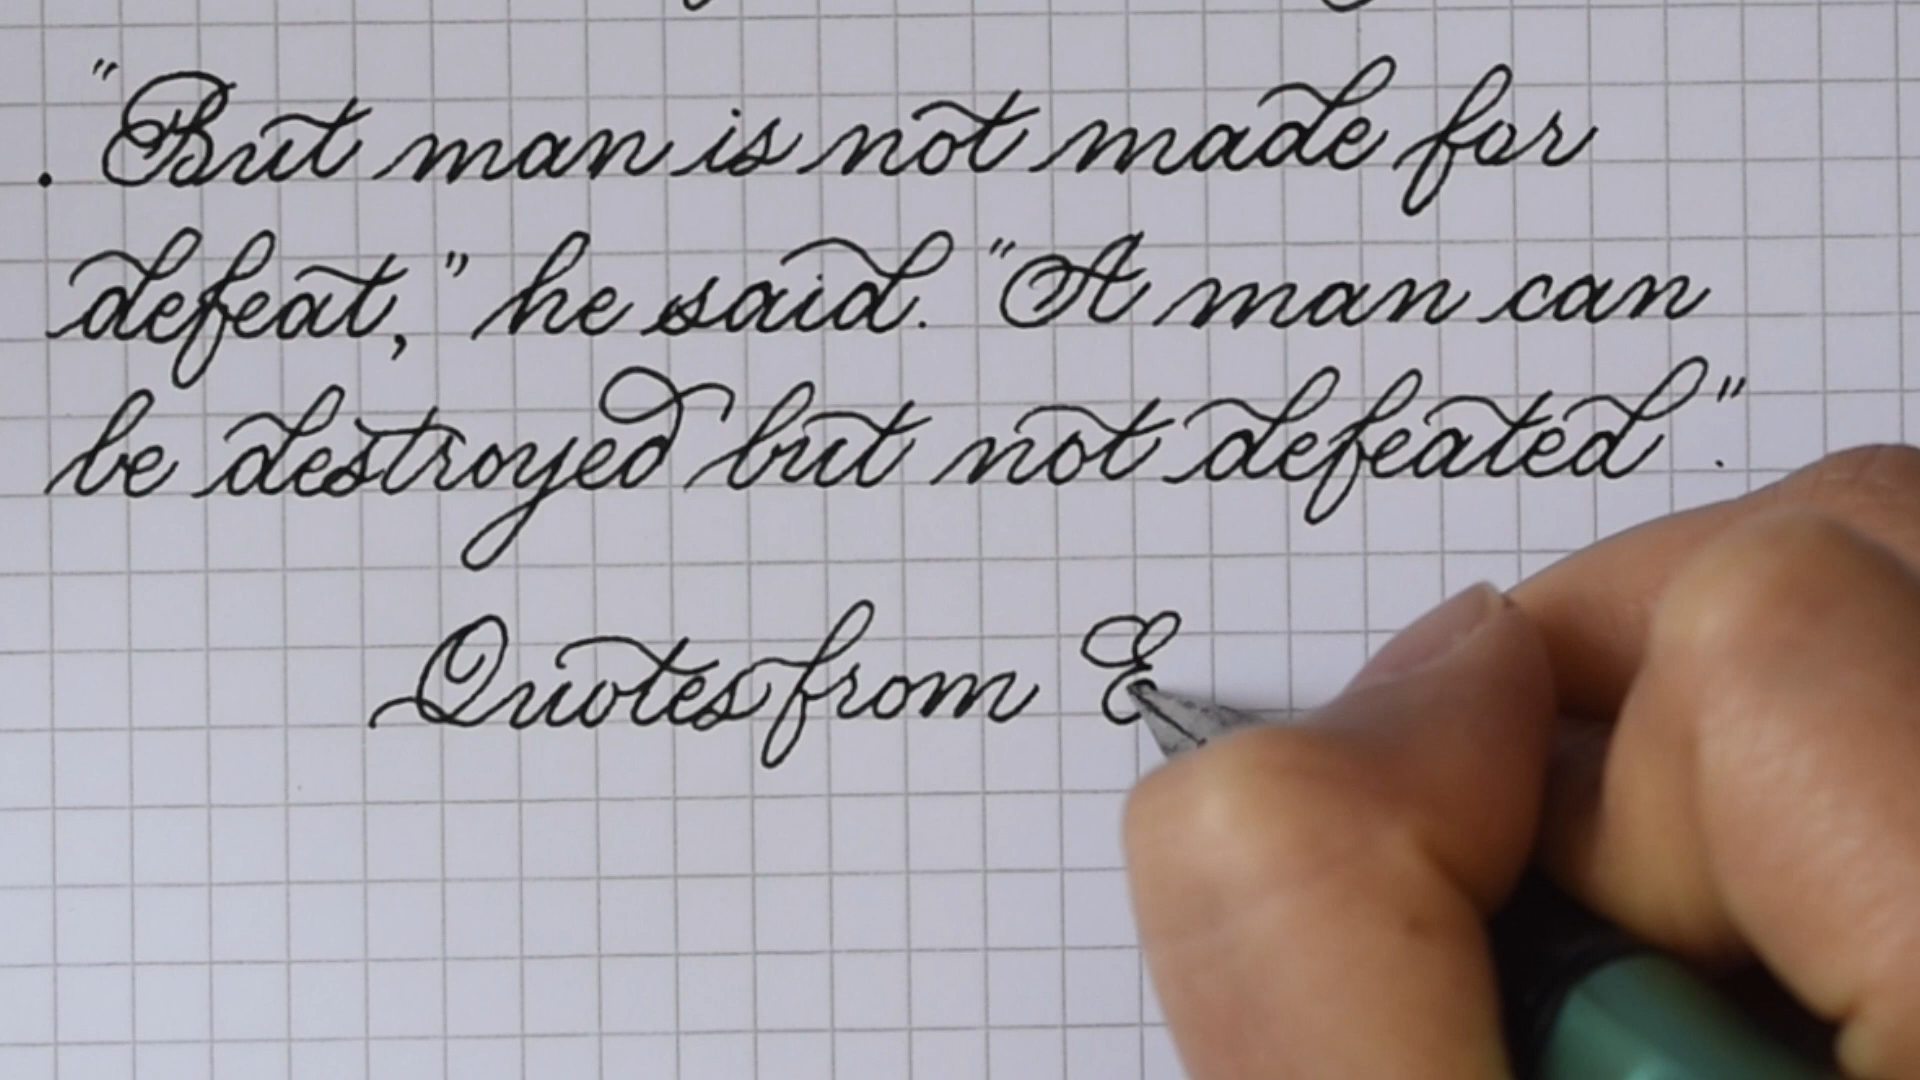 . "But man is not made for
defeat," he said. "A man can
be destroyed but not defeated".
Quotes from E